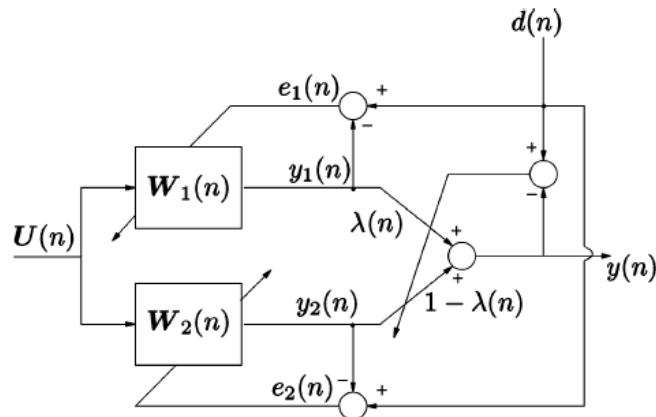 d(n)
e₁(n)
+
−
W₁(n)
y₁(n)
+
−
λ(n)
+
U(n)
+
y(n)
W₂(n)
y₂(n)
1 − λ(n)
e₂(n)
−
+